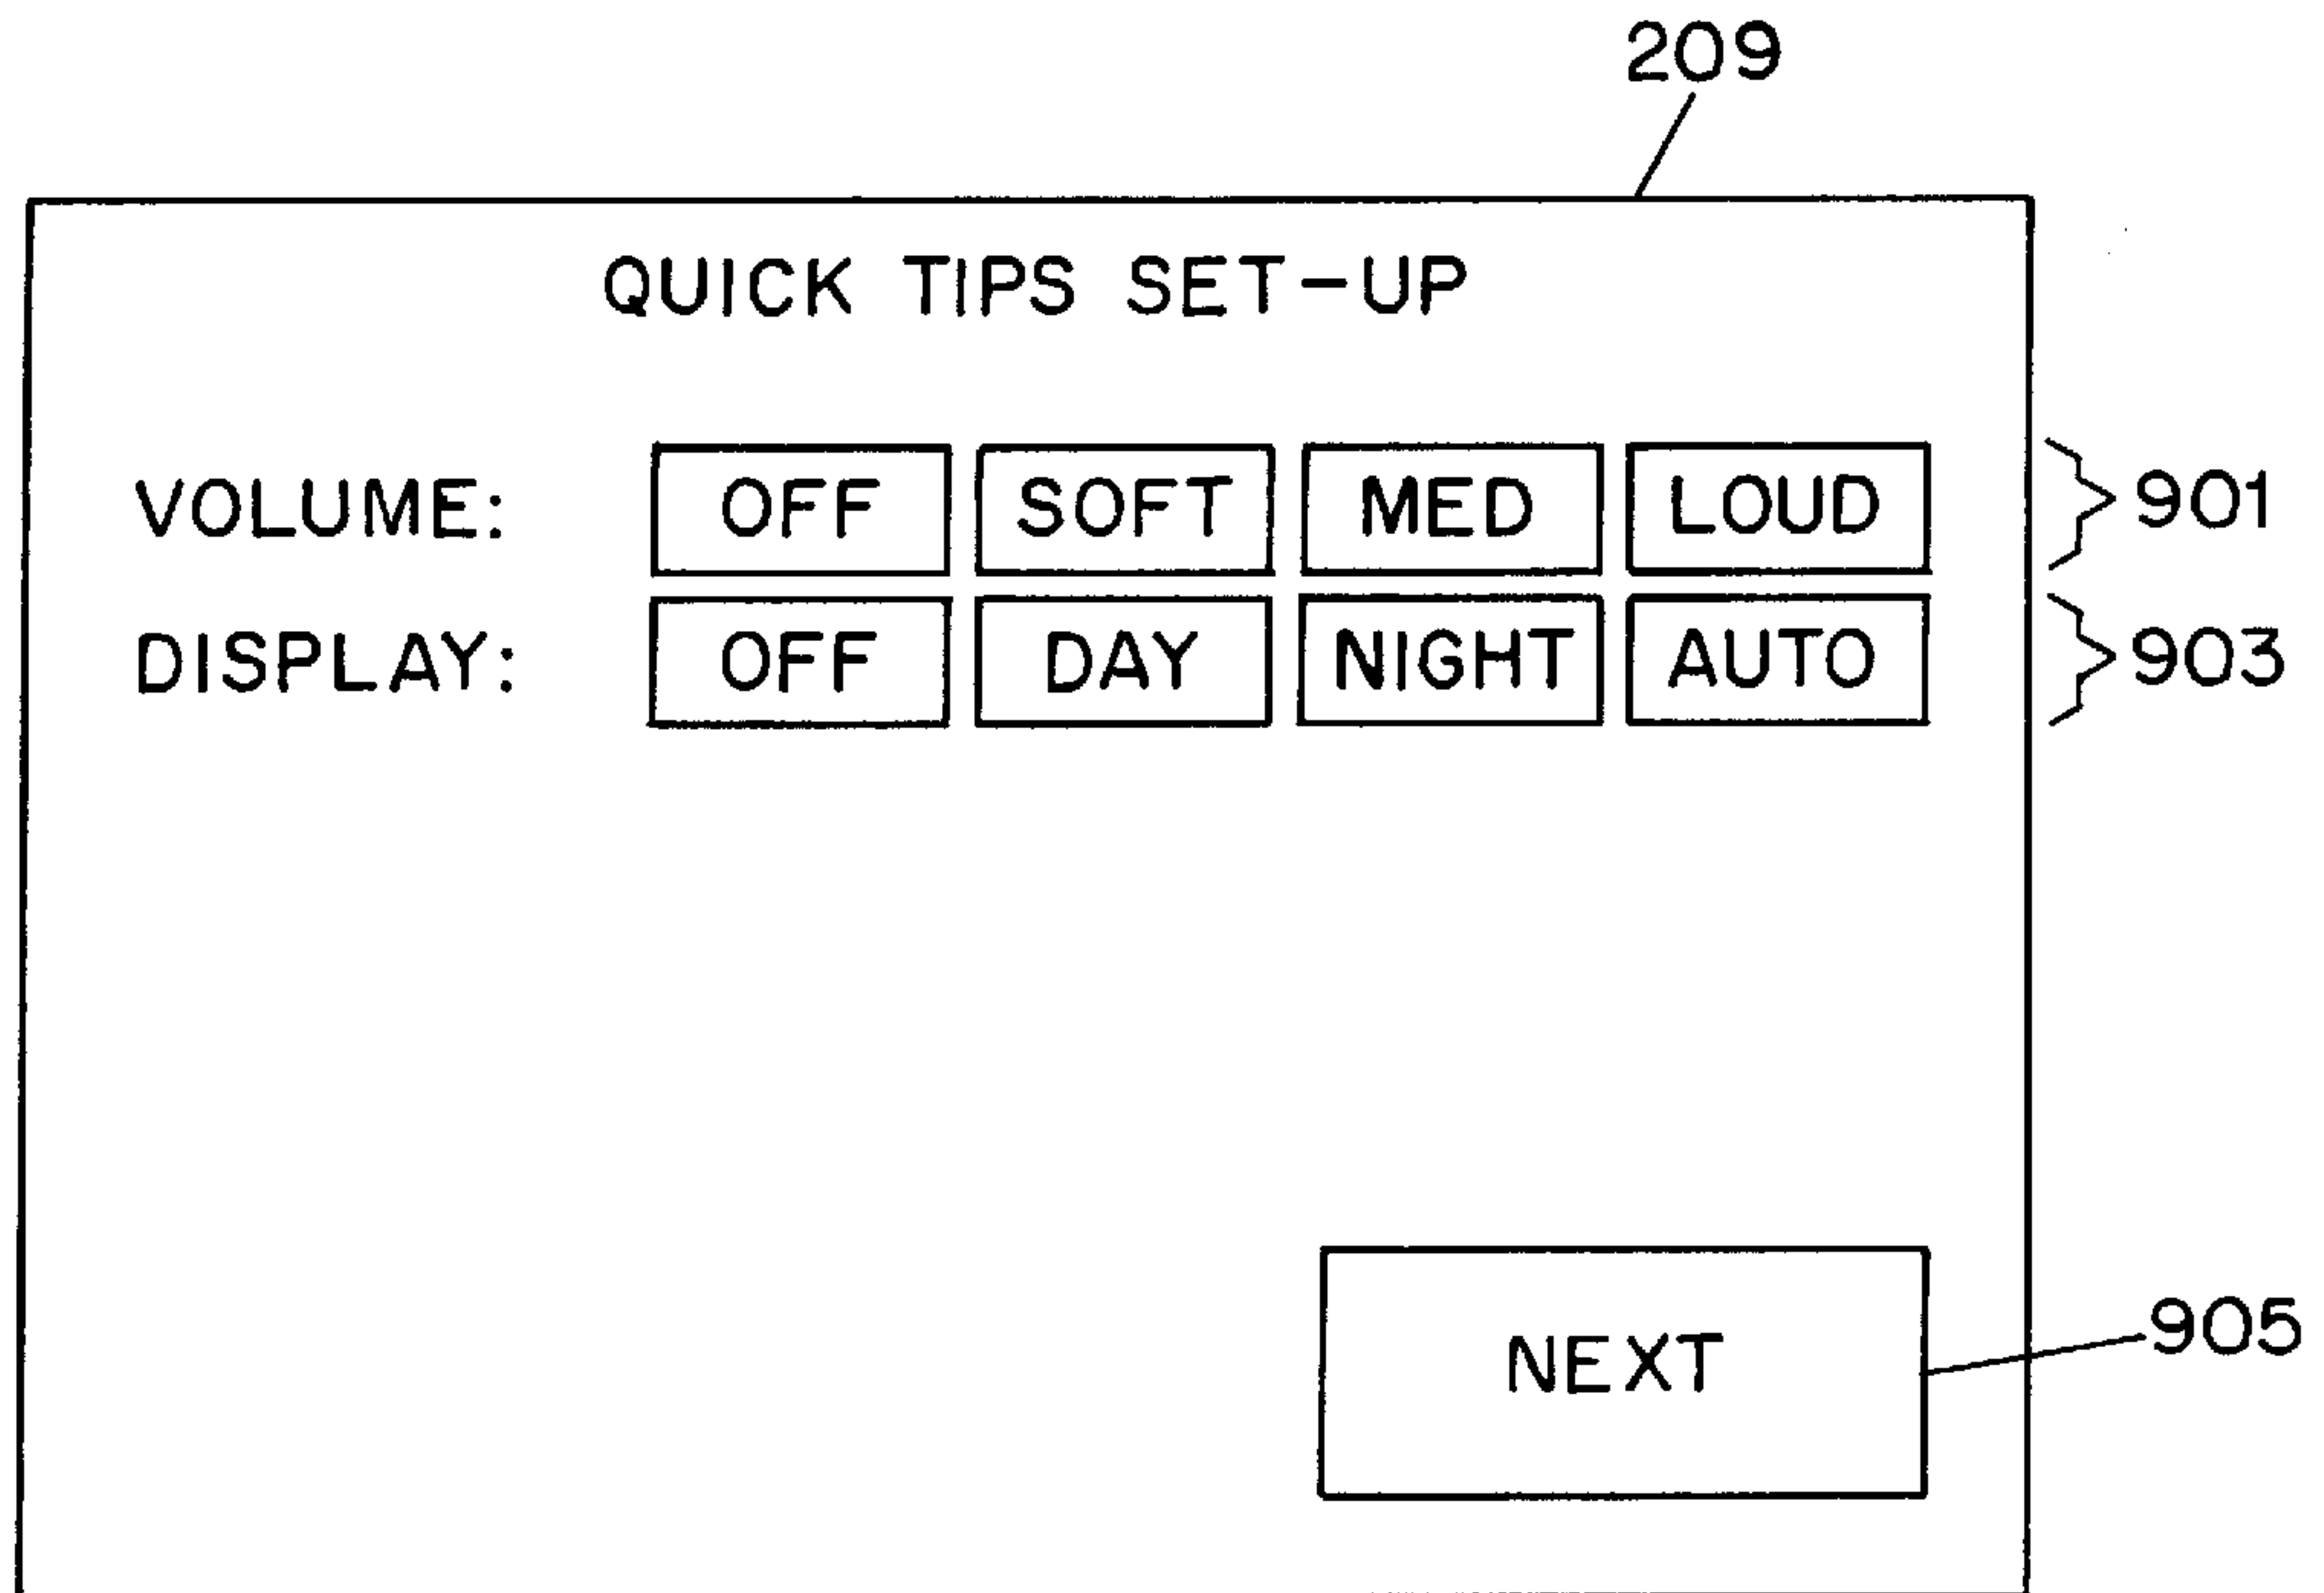 209
QUICK TIPS SET-UP
VOLUME: OFF SOFT MED LOUD 901
DISPLAY: OFF DAY NIGHT AUTO 903
NEXT 905